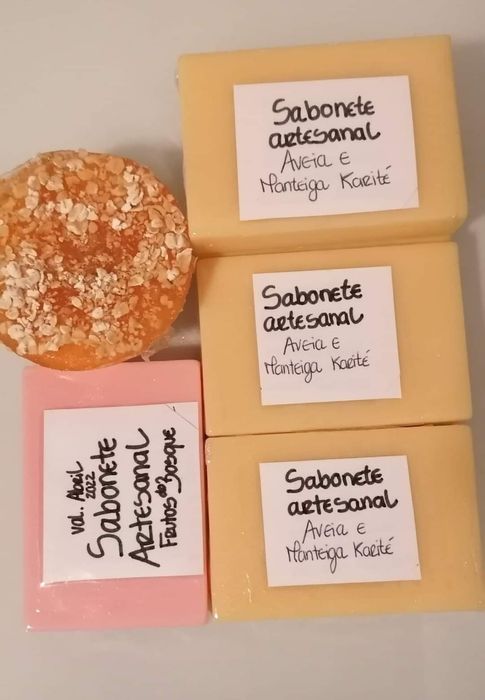 Sabonete
artesanal
Aveia e
Manteiga Karité
Sabonete
artesanal
Aveia e
Manteiga Karité
Val. Abril
2022
Sabonete
Artesanal
Frutos do
Bosque
Sabonete
artesanal
Aveia e
Manteiga Karité